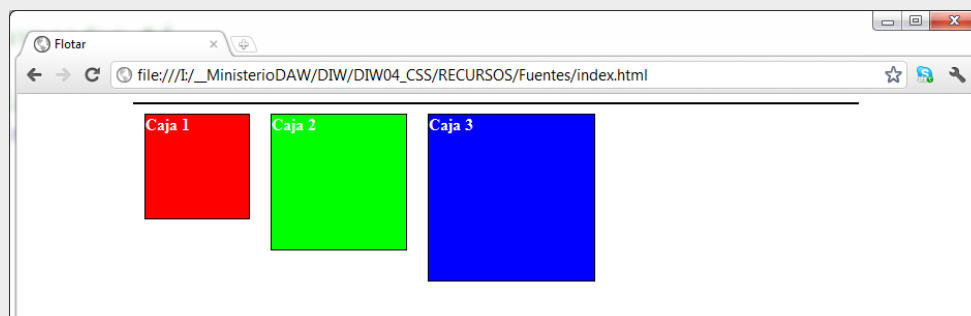 Flotar
file:///I:/__MinisterioDAW/DIW/DIW04_CSS/RECURSOS/Fuentes/index.html
Caja 1 Caja 2 Caja 3